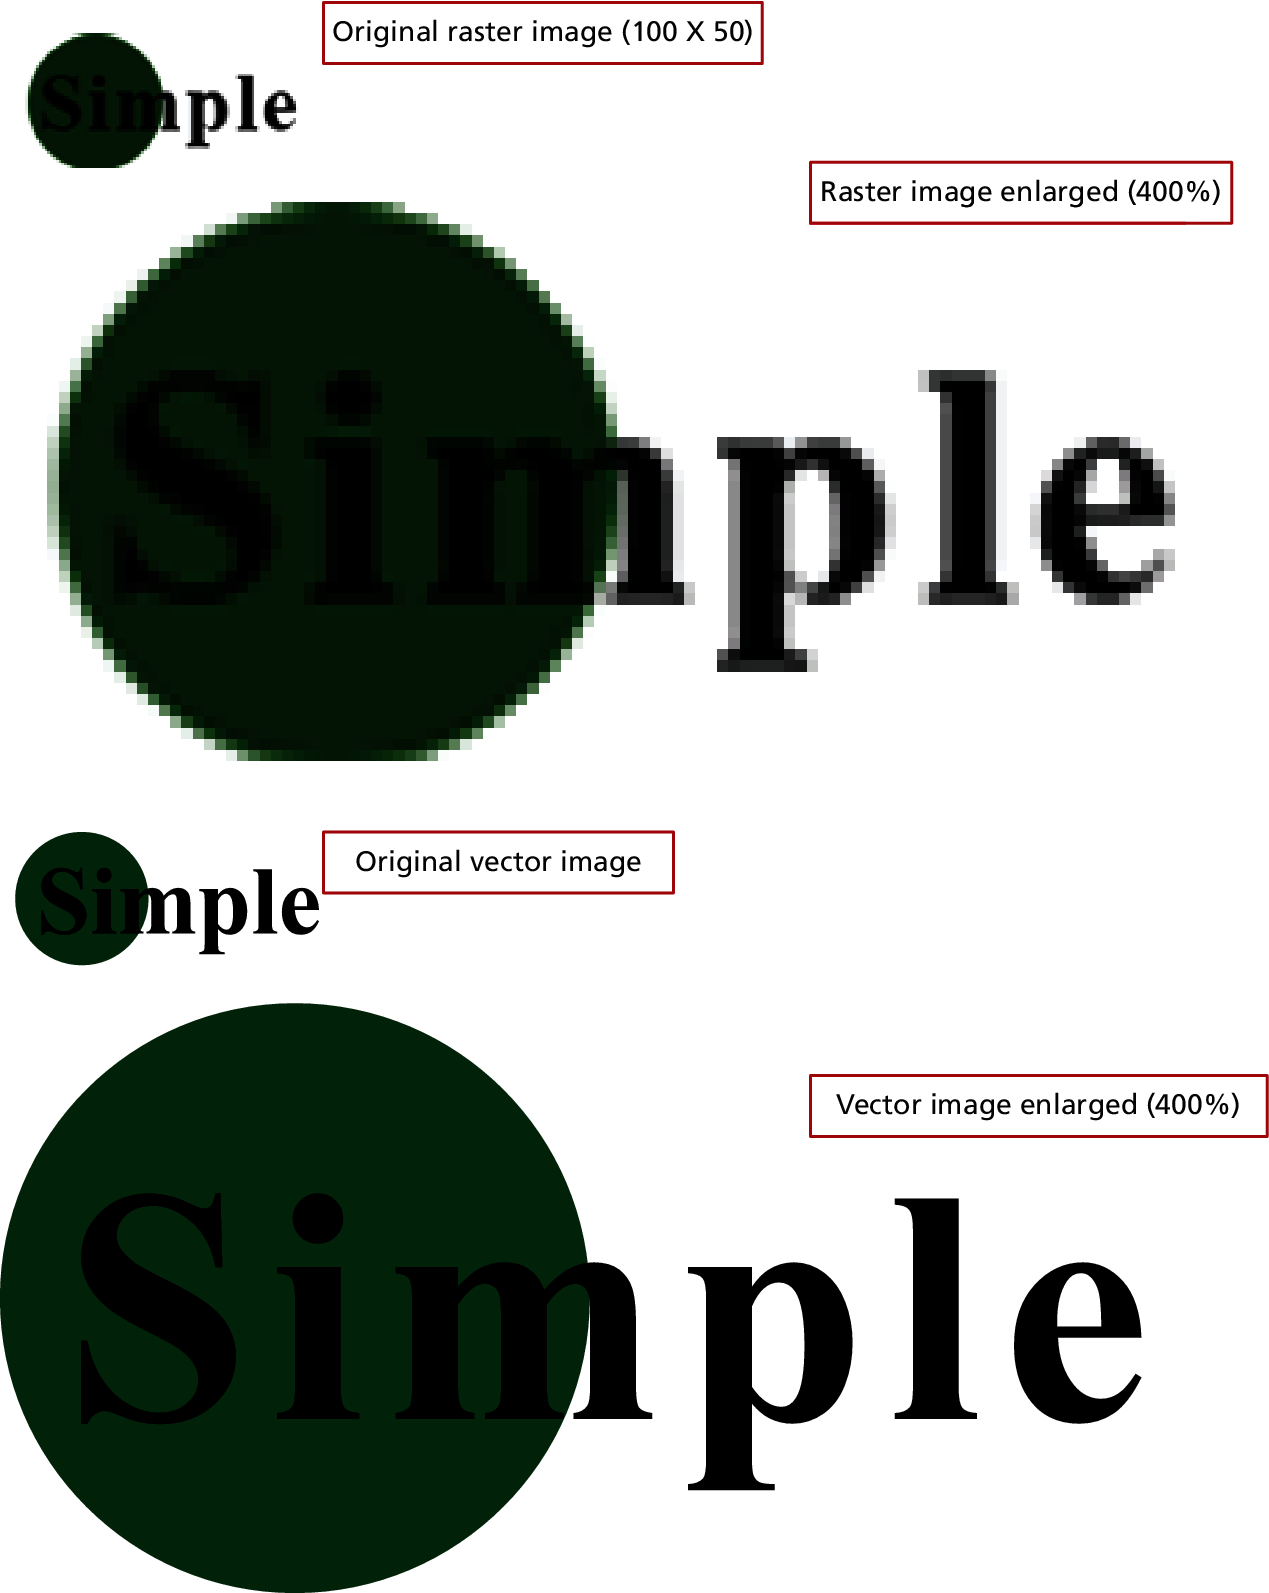 Original raster image (100 X 50)
Simple
Raster image enlarged (400%)
Simple
Original vector image
Simple
Vector image enlarged (400%)
Simple